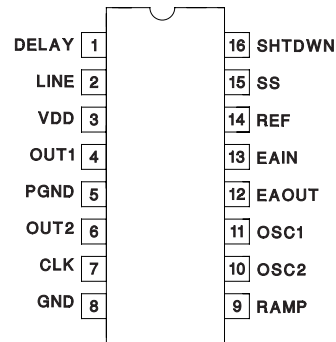 DELAY 1 16 SHTDWN
LINE 2 15 SS
VDD 3 14 REF
OUT1 4 13 EAIN
PGND 5 12 EAOUT
OUT2 6 11 OSC1
CLK 7 10 OSC2
GND 8 9 RAMP